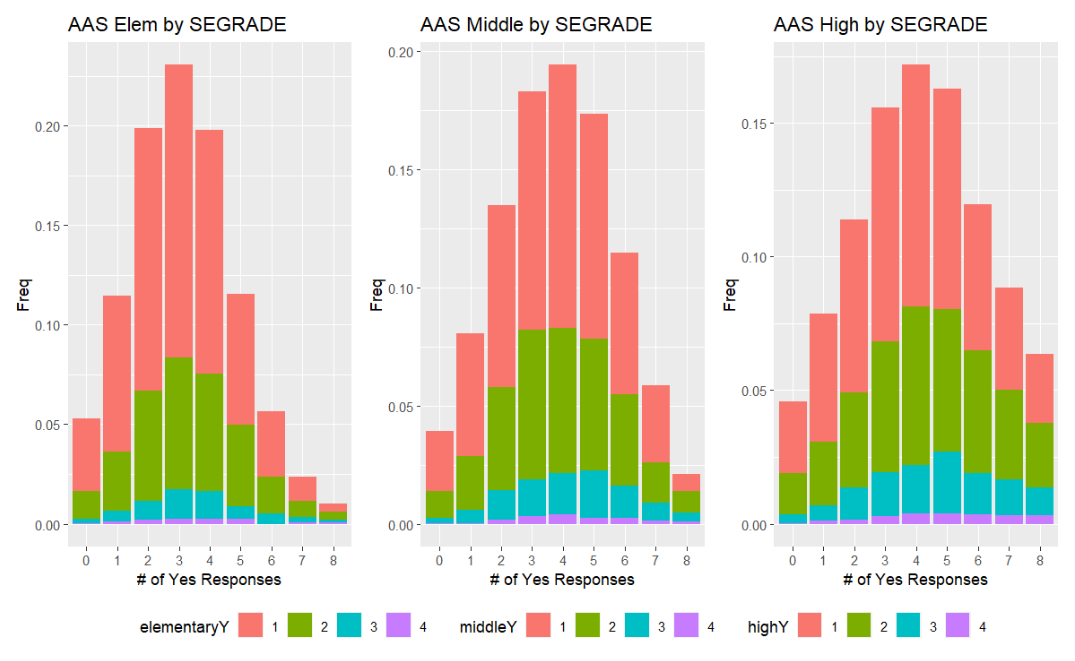 AAS Elem by SEGRADE
AAS Middle by SEGRADE
AAS High by SEGRADE
Freq
0.20
0.15
0.10
0.05
0.00
0 1 2 3 4 5 6 7 8
# of Yes Responses
Freq
0.20
0.15
0.10
0.05
0.00
0 1 2 3 4 5 6 7 8
# of Yes Responses
Freq
0.15
0.10
0.05
0.00
0 1 2 3 4 5 6 7 8
# of Yes Responses
elementaryY 1 2 3 4
middleY 1 2 3 4
highY 1 2 3 4